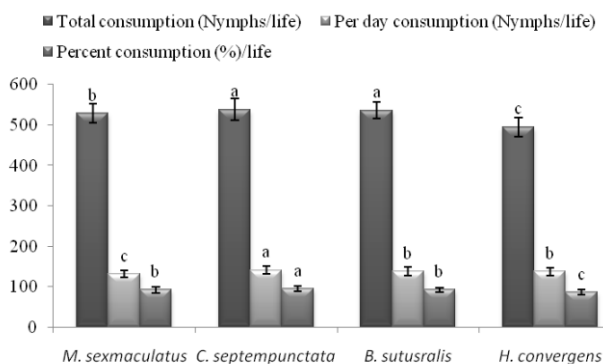 Total consumption (Nymphs/life) Per day consumption (Nymphs/life)
Percent consumption (%)/life
600
500
400
300
200
100
0
b a a c
c a b b
b a b c
M. sexmaculatus C. septempunctata B. sutusralis H. convergens